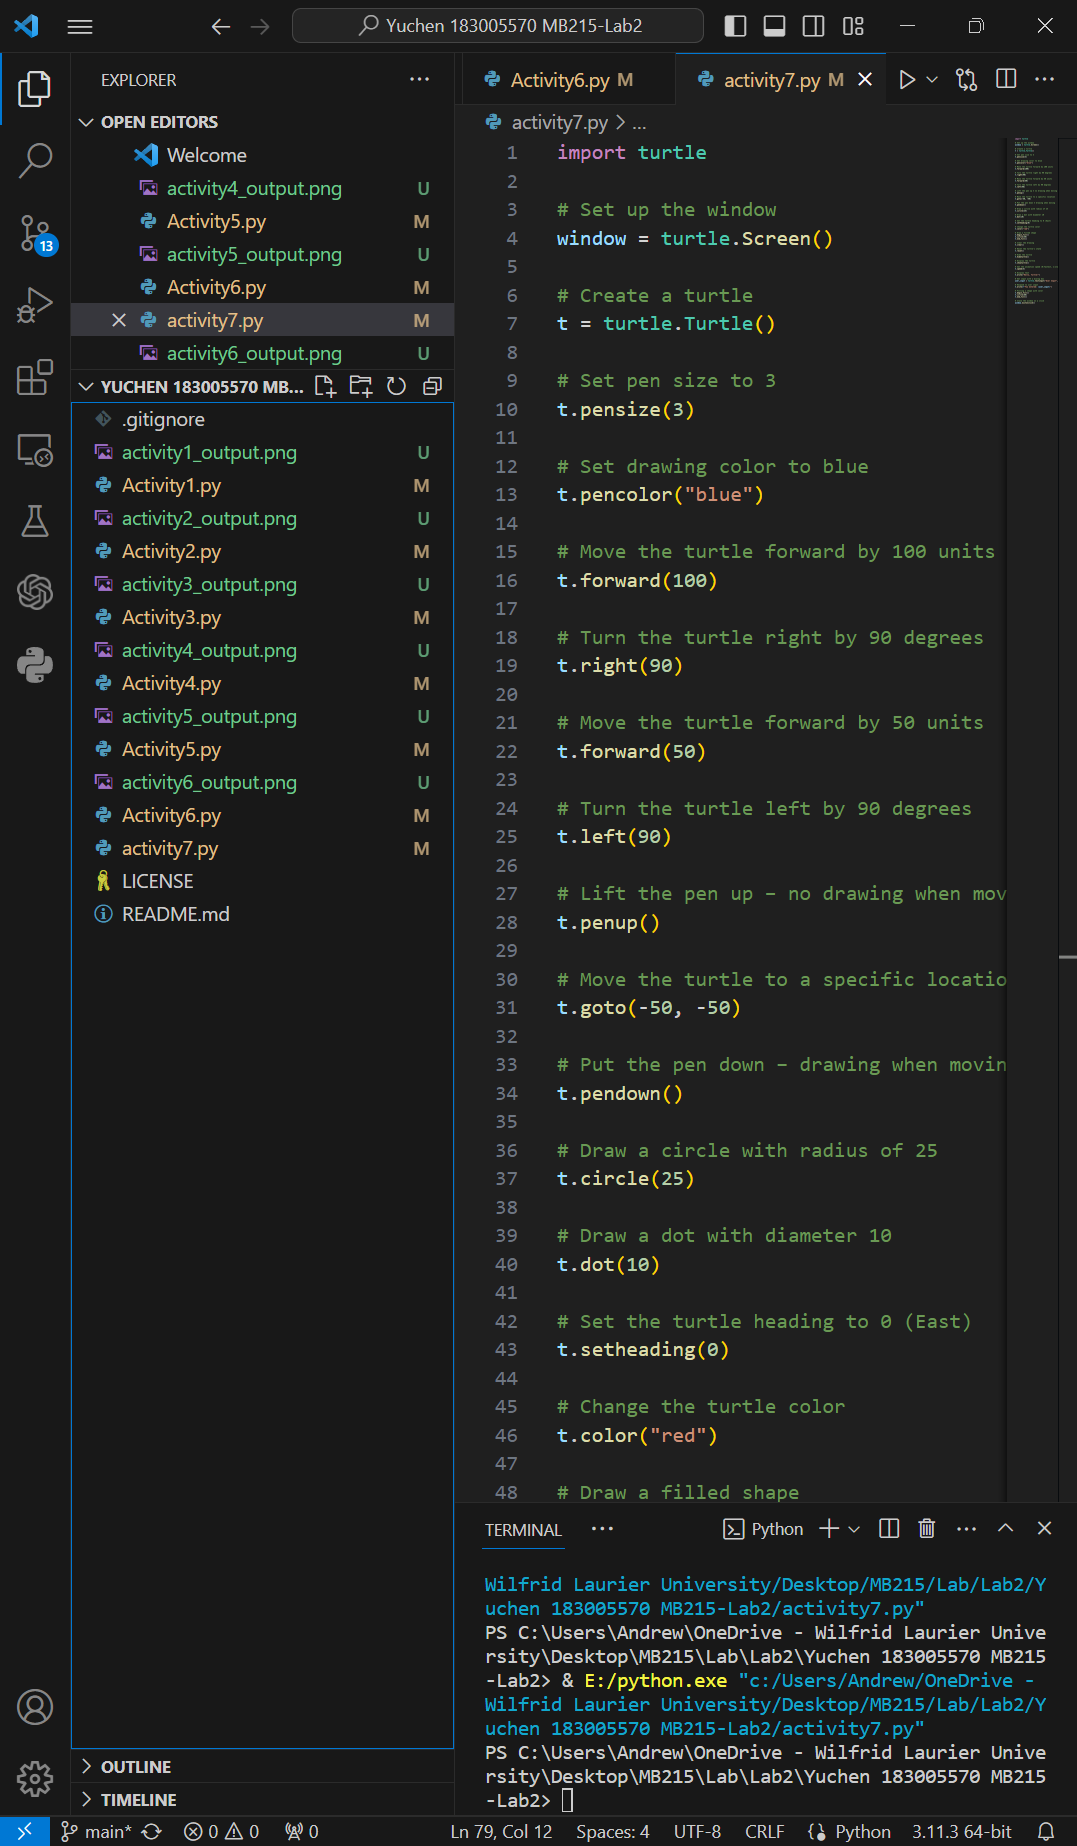 Yuchen 183005570 MB215-Lab2
EXPLORER
OPEN EDITORS
Welcome
activity4_output.png U
Activity5.py M
activity5_output.png U
Activity6.py M
activity7.py M
activity6_output.png U
YUCHEN 183005570 MB...
.gitignore
activity1_output.png U
Activity1.py M
activity2_output.png U
Activity2.py M
activity3_output.png U
Activity3.py M
activity4_output.png U
Activity4.py M
activity5_output.png U
Activity5.py M
activity6_output.png U
Activity6.py M
activity7.py M
LICENSE
README.md
OUTLINE
TIMELINE
13
Activity6.py M
activity7.py M
activity7.py > ...
1 import turtle
2
3 # Set up the window
4 window = turtle.Screen()
5
6 # Create a turtle
7 t = turtle.Turtle()
8
9 # Set pen size to 3
10 t.pensize(3)
11
12 # Set drawing color to blue
13 t.pencolor("blue")
14
15 # Move the turtle forward by 100 units
16 t.forward(100)
17
18 # Turn the turtle right by 90 degrees
19 t.right(90)
20
21 # Move the turtle forward by 50 units
22 t.forward(50)
23
24 # Turn the turtle left by 90 degrees
25 t.left(90)
26
27 # Lift the pen up – no drawing when mov
28 t.penup()
29
30 # Move the turtle to a specific locatio
31 t.goto(-50, -50)
32
33 # Put the pen down – drawing when movin
34 t.pendown()
35
36 # Draw a circle with radius of 25
37 t.circle(25)
38
39 # Draw a dot with diameter 10
40 t.dot(10)
41
42 # Set the turtle heading to 0 (East)
43 t.setheading(0)
44
45 # Change the turtle color
46 t.color("red")
47
48 # Draw a filled shape
TERMINAL
Python
Wilfrid Laurier University/Desktop/MB215/Lab/Lab2/Y
uchen 183005570 MB215-Lab2/activity7.py"
PS C:\Users\Andrew\OneDrive - Wilfrid Laurier Unive
rsity\Desktop\MB215\Lab\Lab2\Yuchen 183005570 MB215
-Lab2> & E:/python.exe "c:/Users/Andrew/OneDrive -
Wilfrid Laurier University/Desktop/MB215/Lab/Lab2/Y
uchen 183005570 MB215-Lab2/activity7.py"
PS C:\Users\Andrew\OneDrive - Wilfrid Laurier Unive
rsity\Desktop\MB215\Lab\Lab2\Yuchen 183005570 MB215
-Lab2>
main* 0 0 0 Ln 79, Col 12 Spaces: 4 UTF-8 CRLF Python 3.11.3 64-bit